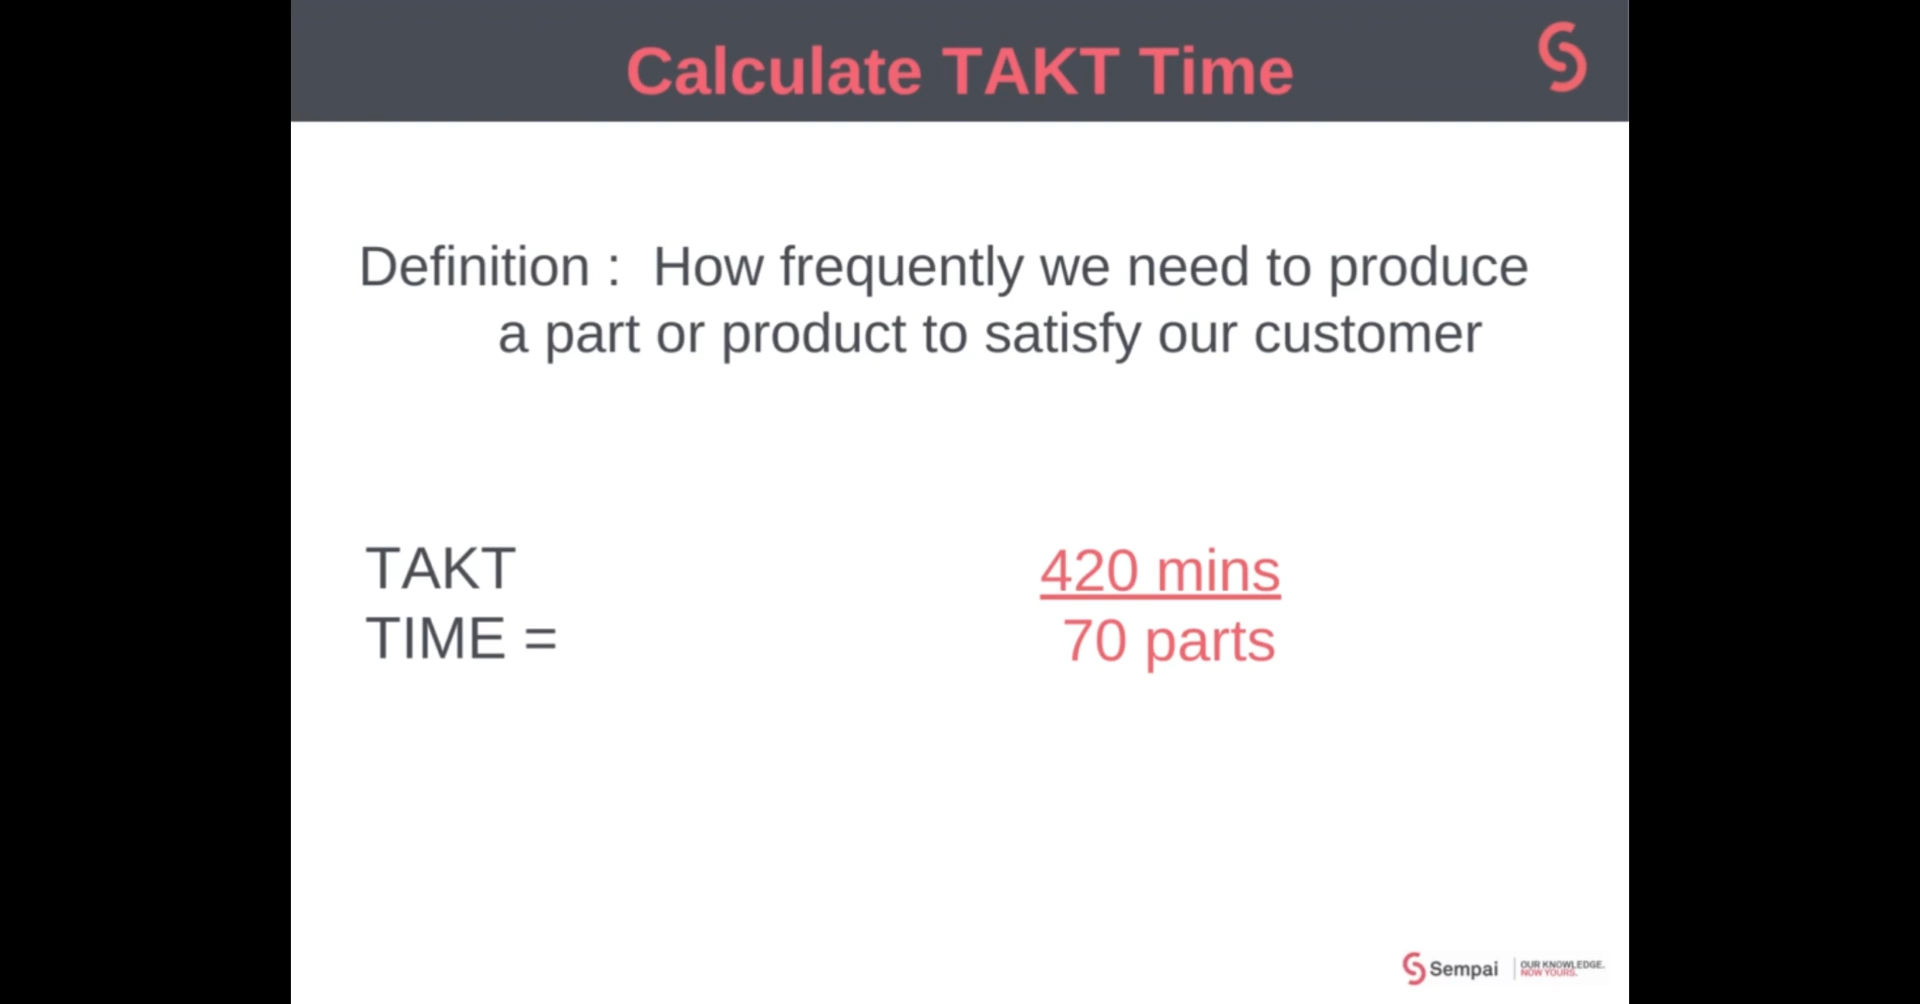 Calculate TAKT Time
Definition :  How frequently we need to produce
a part or product to satisfy our customer
TAKT
TIME =
420 mins
70 parts
Sempai
OUR KNOWLEDGE.
NOW YOURS.